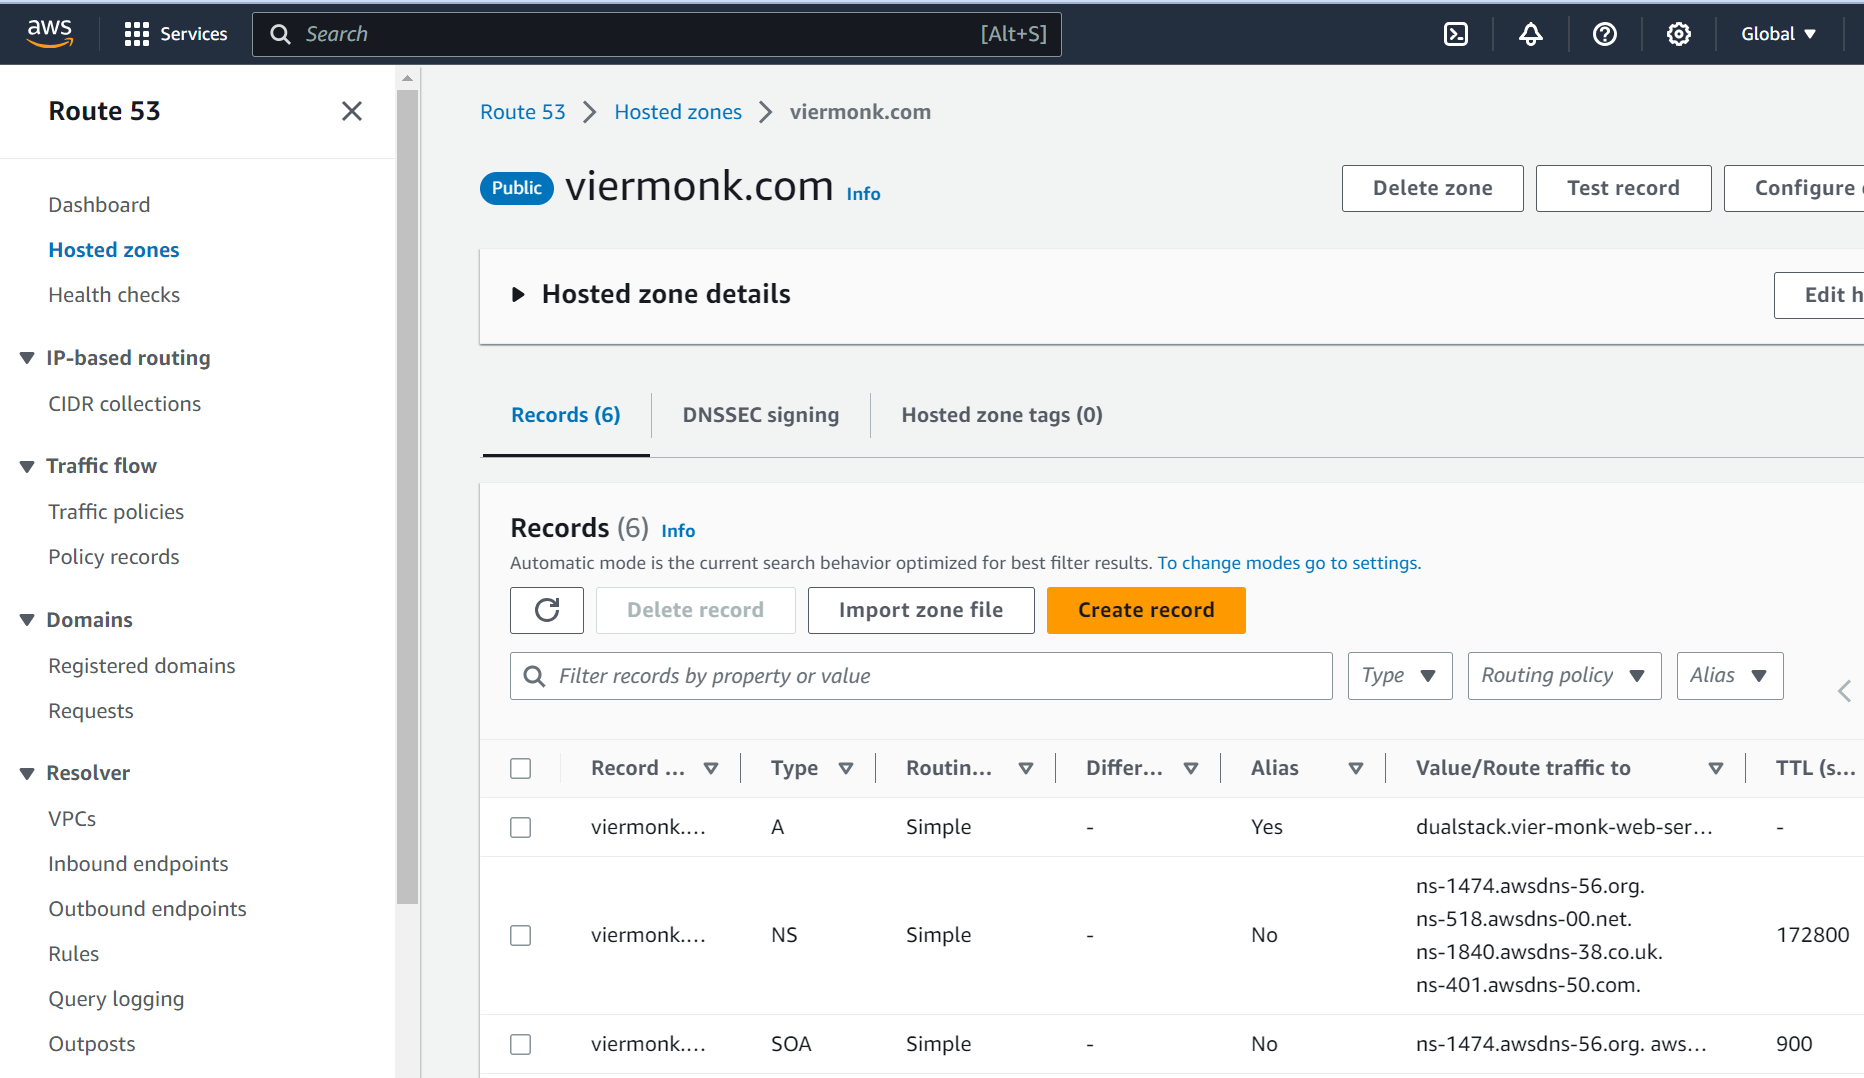 aws
Services
Search
[Alt+S]
Global
Route 53
Dashboard
Hosted zones
Health checks
IP-based routing
CIDR collections
Traffic flow
Traffic policies
Policy records
Domains
Registered domains
Requests
Resolver
VPCs
Inbound endpoints
Outbound endpoints
Rules
Query logging
Outposts
Route 53 Hosted zones viermonk.com
Public viermonk.com Info
Delete zone
Test record
Configure
Hosted zone details
Edit h
Records (6)
DNSSEC signing
Hosted zone tags (0)
Records (6) Info
Automatic mode is the current search behavior optimized for best filter results. To change modes go to settings.
Delete record
Import zone file
Create record
Filter records by property or value
Type
Routing policy
Alias
Record ... Type Routin... Differ... Alias Value/Route traffic to TTL (s...
viermonk.... A Simple - Yes dualstack.vier-monk-web-ser... -
viermonk.... NS Simple - No ns-1474.awsdns-56.org.
ns-518.awsdns-00.net.
ns-1840.awsdns-38.co.uk.
ns-401.awsdns-50.com.
172800
viermonk.... SOA Simple - No ns-1474.awsdns-56.org. aws... 900